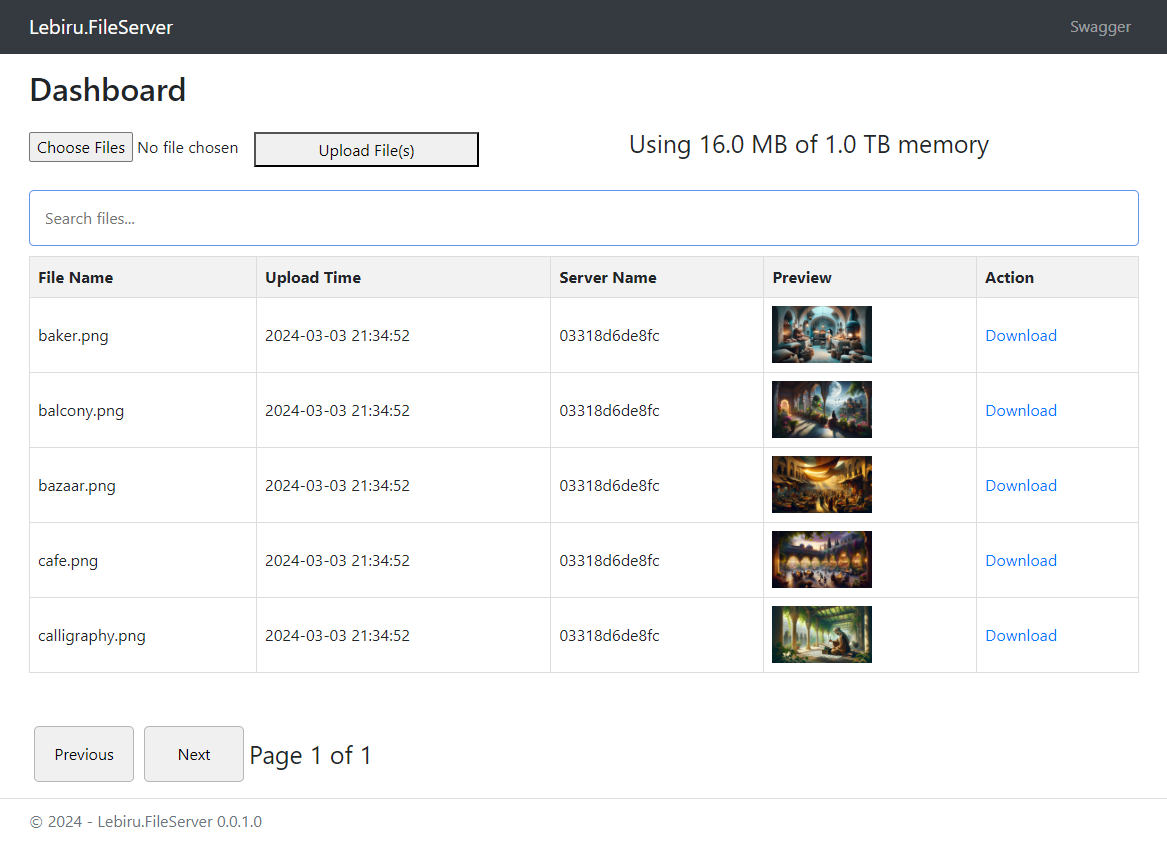 Lebiru.FileServer Swagger
Dashboard
Choose Files No file chosen Upload File(s) Using 16.0 MB of 1.0 TB memory
Search files...
File Name Upload Time Server Name Preview Action
baker.png 2024-03-03 21:34:52 03318d6de8fc Download
balcony.png 2024-03-03 21:34:52 03318d6de8fc Download
bazaar.png 2024-03-03 21:34:52 03318d6de8fc Download
cafe.png 2024-03-03 21:34:52 03318d6de8fc Download
calligraphy.png 2024-03-03 21:34:52 03318d6de8fc Download
Previous Next Page 1 of 1
© 2024 - Lebiru.FileServer 0.0.1.0